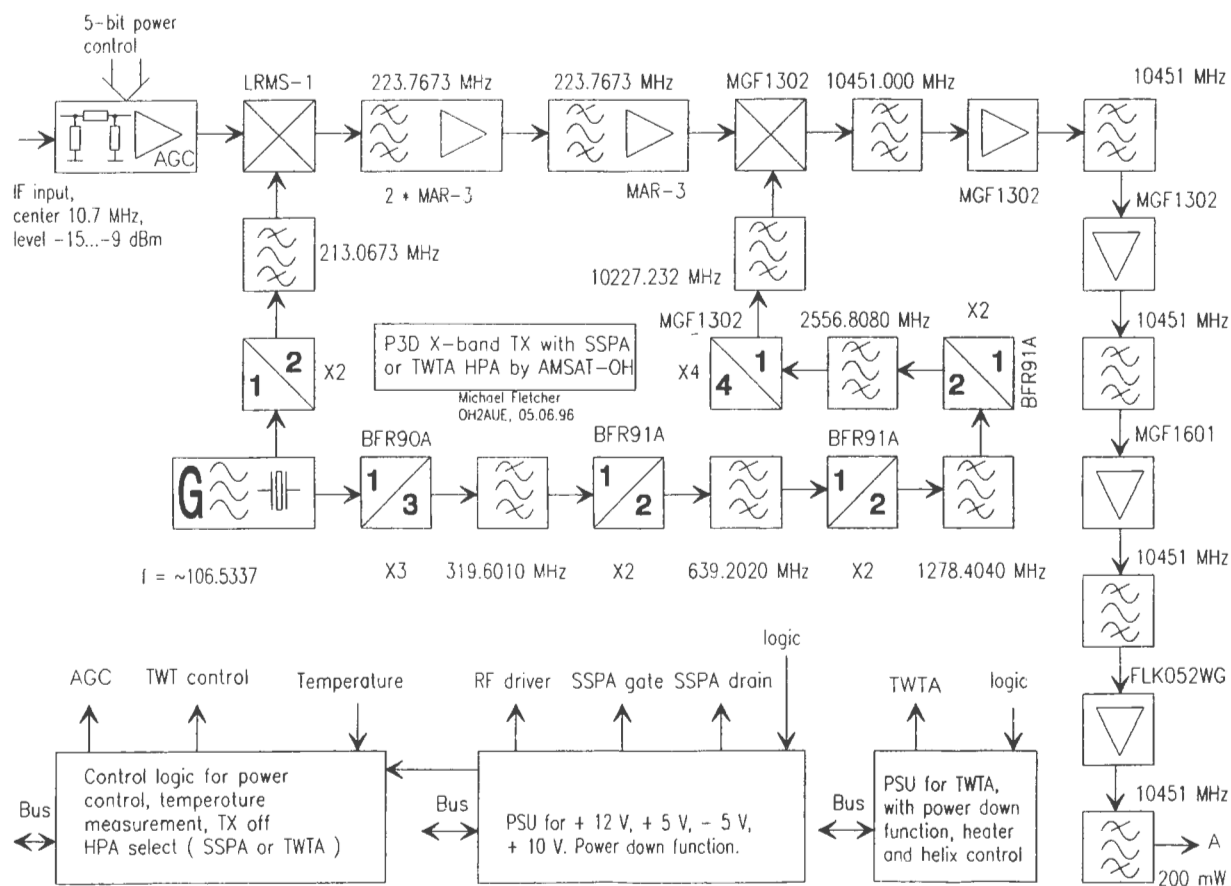 5-bit power
control
LRMS-1
223.7673 MHz
223.7673 MHz
MGF1302
10451.000 MHz
10451 MHz
AGC
IF input,
center 10.7 MHz,
level -15...-9 dBm
2 * MAR-3
MAR-3
MGF1302
MGF1302
213.0673 MHz
10227.232 MHz
10451 MHz
MGF1302
2556.8080 MHz
X2
1 2
X2
P3D X-band TX with SSPA
or TWTA HPA by AMSAT-OH
Michael Fletcher
OH2AUE, 05.06.96
X4
4 1
2 1
BFR91A
MGF1601
BFR90A
BFR91A
BFR91A
G
1 3
1 2
1 2
f = ~106.5337
X3
319.6010 MHz
X2
639.2020 MHz
X2
1278.4040 MHz
10451 MHz
FLK052WG
AGC
TWT control
Temperature
RF driver
SSPA gate
SSPA drain
logic
TWTA
logic
Bus
Control logic for power
control, temperature
measurement, TX off
HPA select ( SSPA or TWTA )
Bus
PSU for + 12 V, + 5 V, - 5 V,
+ 10 V. Power down function.
Bus
PSU for TWTA,
with power down
function, heater
and helix control
10451 MHz
A
200 mW